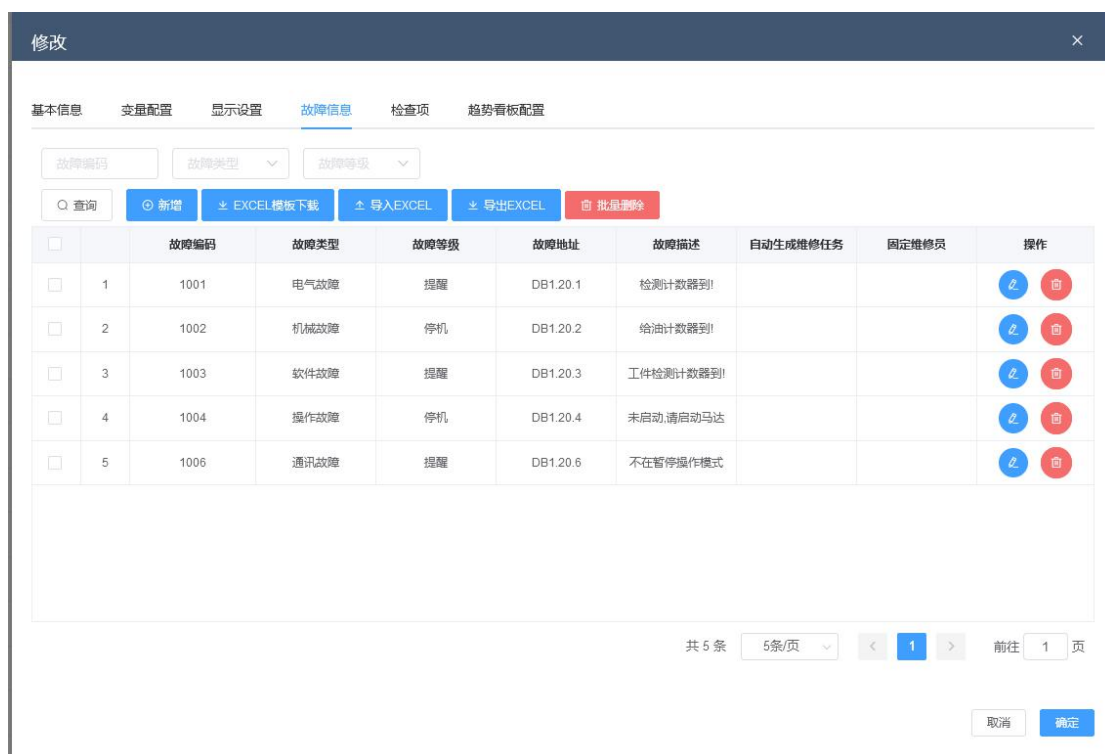 修改
基本信息 变量配置 显示设置 故障信息 检查项 趋势看板配置
故障编码 故障类型 故障等级
查询 新增 EXCEL模板下载 导入EXCEL 导出EXCEL 批量删除
故障编码 故障类型 故障等级 故障地址 故障描述 自动生成维修任务 固定维修员 操作
1 1001 电气故障 提醒 DB1.20.1 检测计数器到!
2 1002 机械故障 停机 DB1.20.2 给油计数器到!
3 1003 软件故障 提醒 DB1.20.3 工件检测计数器到!
4 1004 操作故障 停机 DB1.20.4 未启动,请启动马达
5 1006 通讯故障 提醒 DB1.20.6 不在暂停操作模式
共 5 条 5条/页 1 前往 1 页
取消 确定